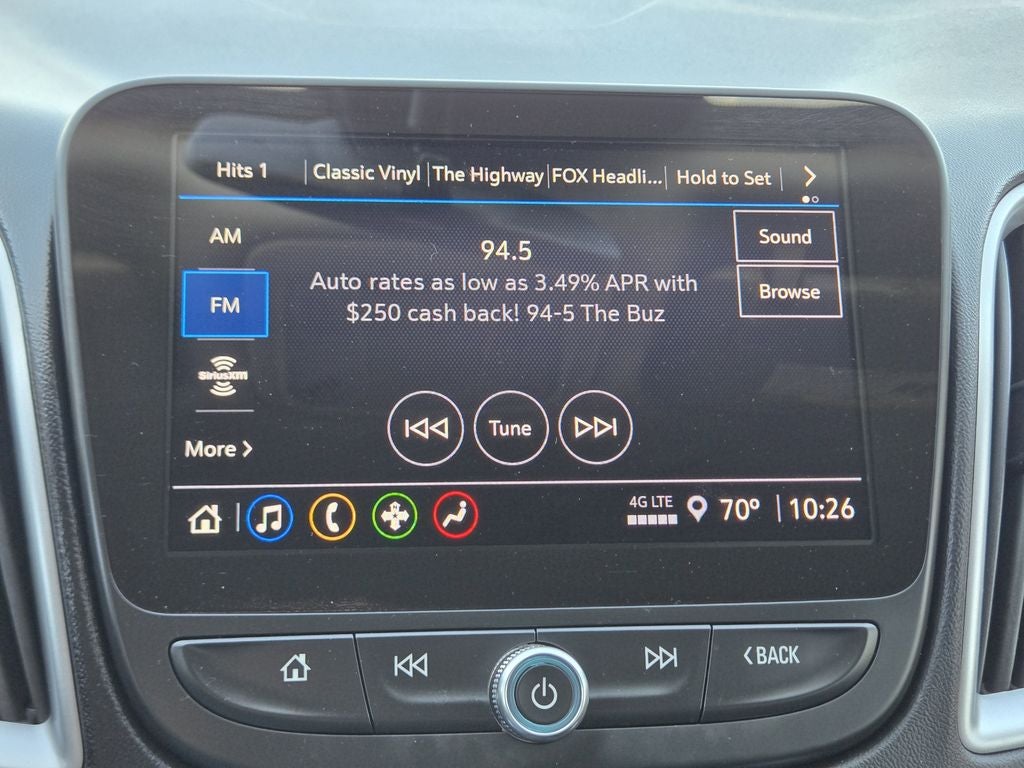 Hits 1 Classic Vinyl The Highway FOX Headli... Hold to Set
AM
94.5
Sound
Auto rates as low as 3.49% APR with
$250 cash back! 94-5 The Buz
FM
Browse
SiriusXM
Tune
More
4G LTE
70° 10:26
BACK